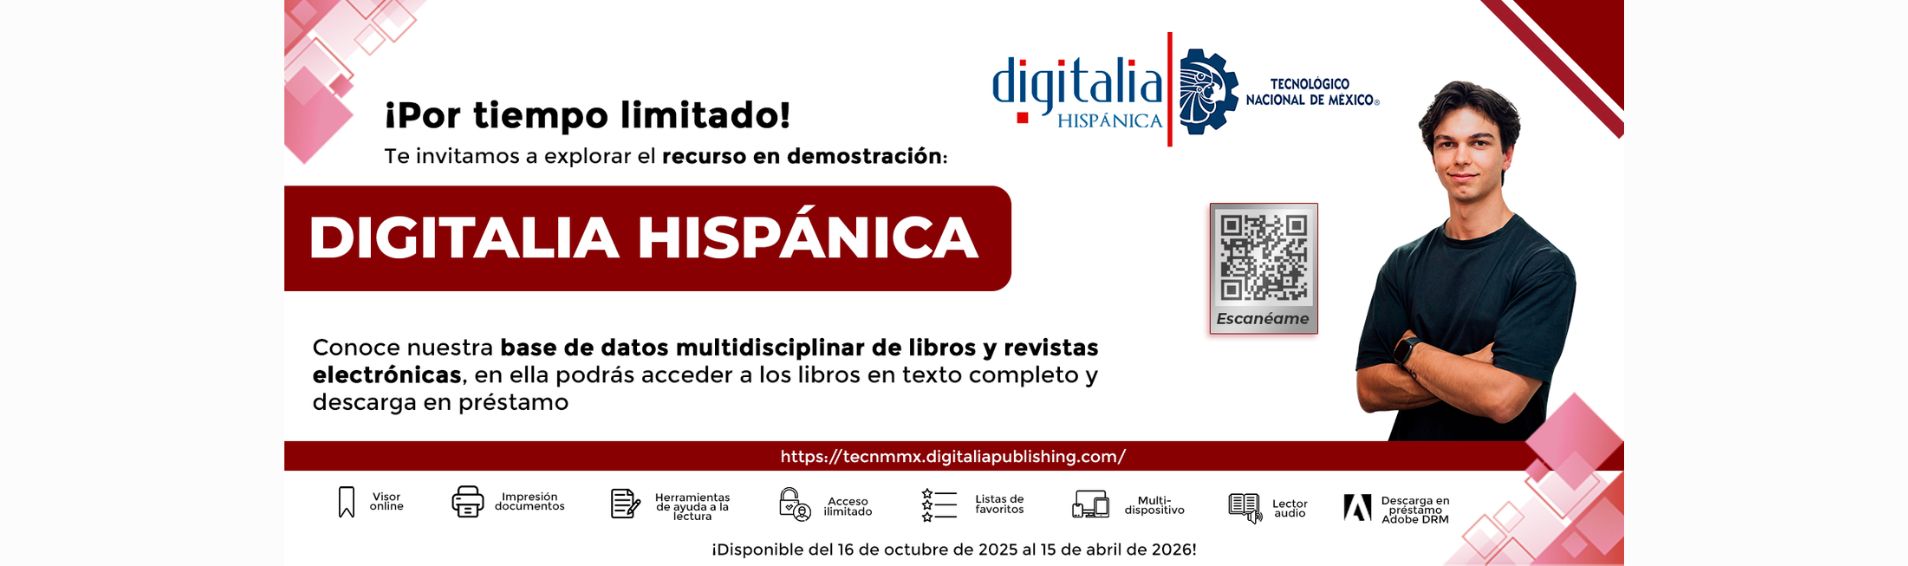 ¡Por tiempo limitado!
Te invitamos a explorar el recurso en demostración:
digitalia
HISPÁNICA
TECNOLÓGICO
NACIONAL DE MÉXICO®
DIGITALIA HISPÁNICA
Escanéame
Conoce nuestra base de datos multidisciplinar de libros y revistas
electrónicas, en ella podrás acceder a los libros en texto completo y
descarga en préstamo
https://tecnmmx.digitaliapublishing.com/
Visor
online
Impresión
documentos
Herramientas
de ayuda a la
lectura
Acceso
ilimitado
Listas de
favoritos
Multi-
dispositivo
Lector
audio
Descarga en
préstamo
Adobe DRM
¡Disponible del 16 de octubre de 2025 al 15 de abril de 2026!